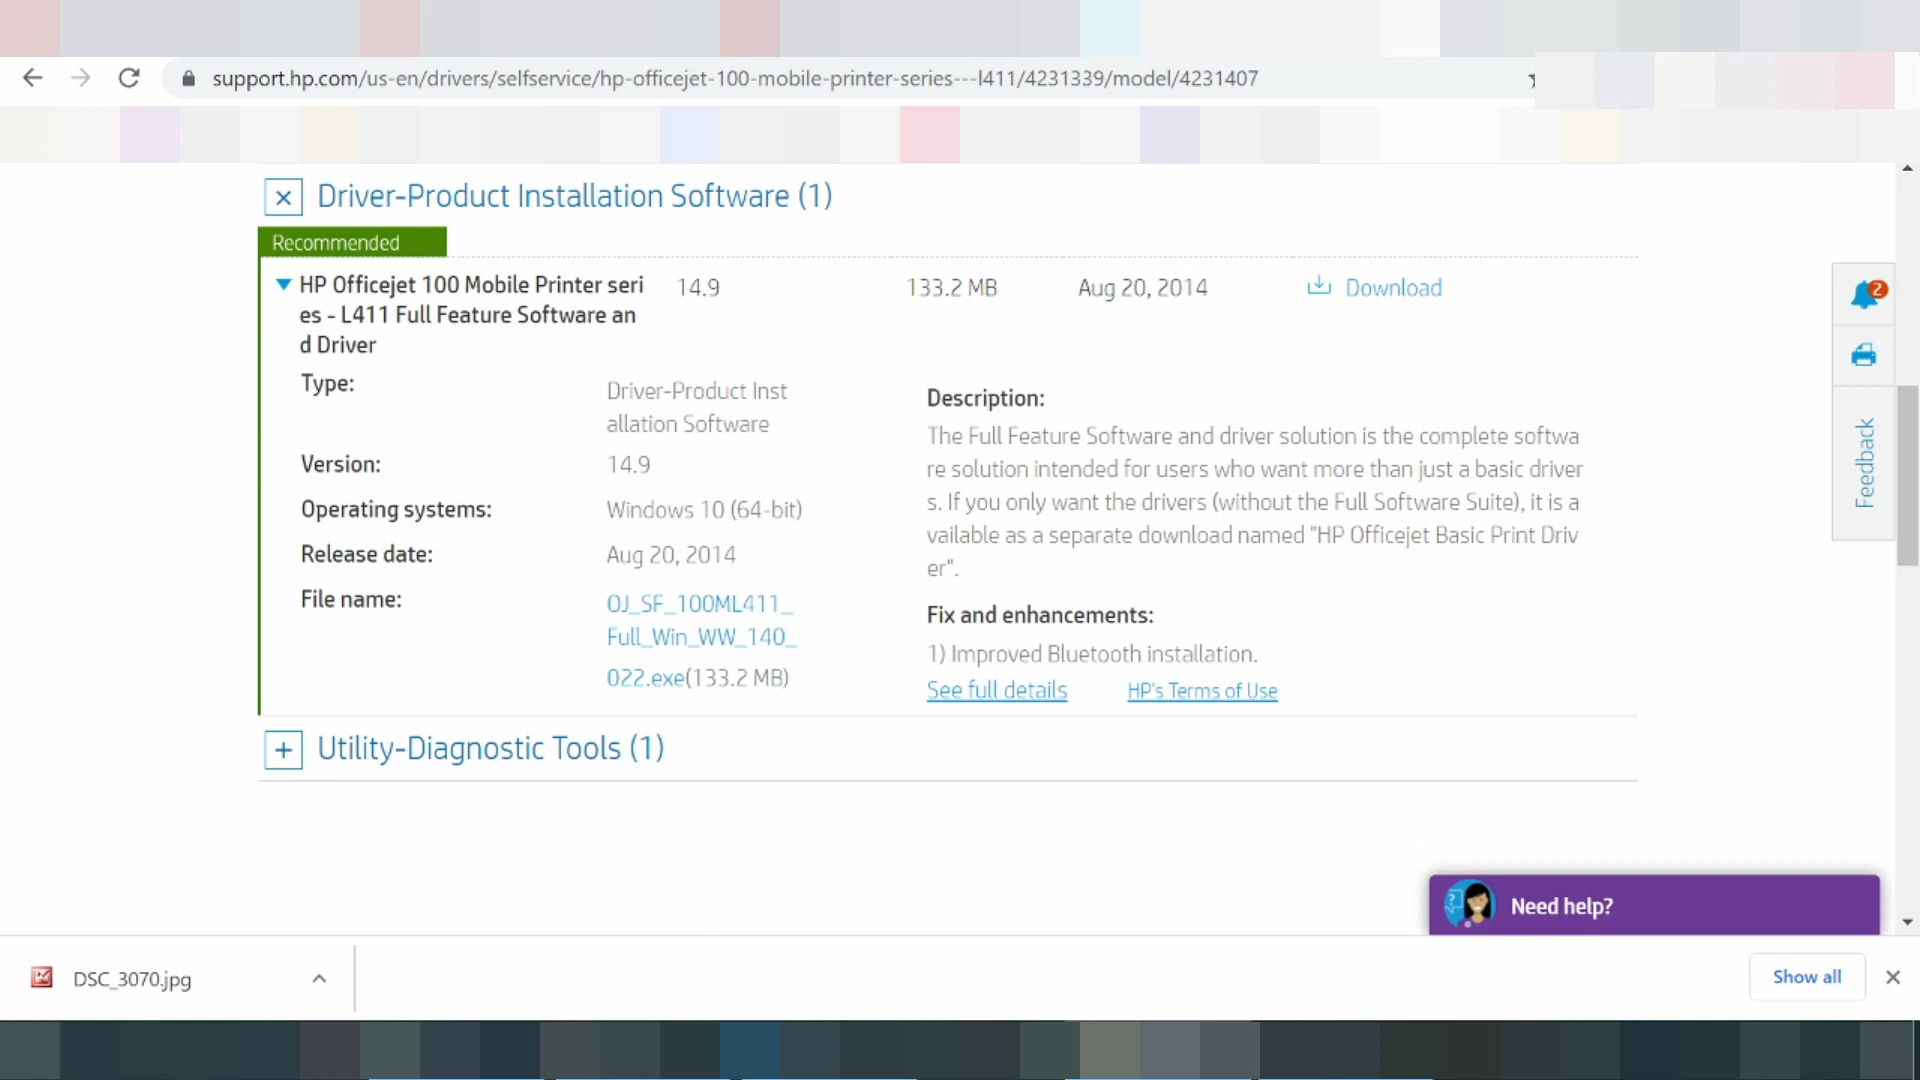 support.hp.com/us-en/drivers/selfservice/hp-officejet-100-mobile-printer-series---l411/4231339/model/4231407
Driver-Product Installation Software (1)
Recommended
HP Officejet 100 Mobile Printer seri
es - L411 Full Feature Software an
d Driver
14.9
133.2 MB
Aug 20, 2014
Download
Type:
Driver-Product Inst
allation Software
Version:
14.9
Operating systems:
Windows 10 (64-bit)
Release date:
Aug 20, 2014
File name:
OJ_SF_100ML411_
Full_Win_WW_140_
022.exe(133.2 MB)
Description:
The Full Feature Software and driver solution is the complete softwa
re solution intended for users who want more than just a basic driver
s. If you only want the drivers (without the Full Software Suite), it is a
vailable as a separate download named "HP Officejet Basic Print Driv
er".
Fix and enhancements:
1) Improved Bluetooth installation.
See full details
HP's Terms of Use
Utility-Diagnostic Tools (1)
2
Feedback
Need help?
DSC_3070.jpg
Show all